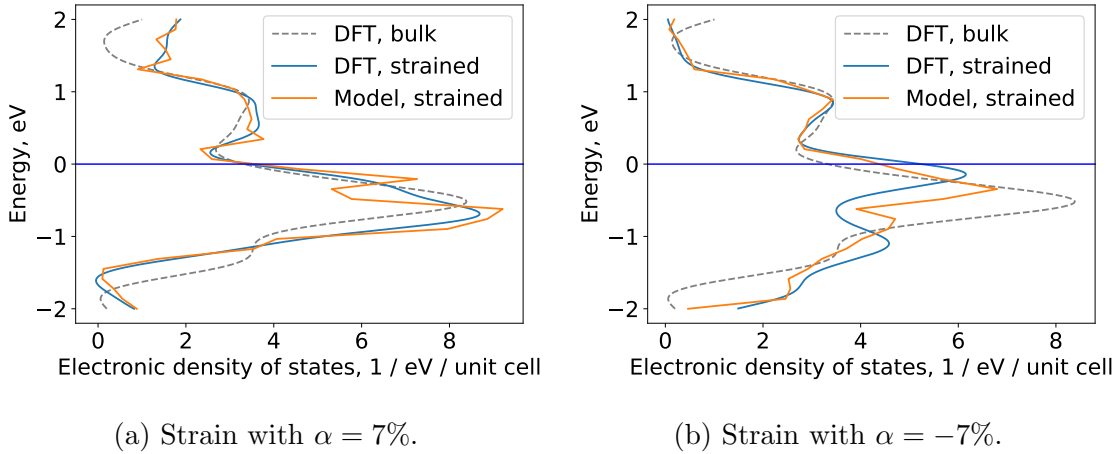 2
1
0
−1
−2
Energy, eV
0
2
4
6
8
Electronic density of states, 1 / eV / unit cell
DFT, bulk
DFT, strained
Model, strained
(a) Strain with α = 7%.
2
1
0
−1
−2
Energy, eV
0
2
4
6
8
Electronic density of states, 1 / eV / unit cell
DFT, bulk
DFT, strained
Model, strained
(b) Strain with α = −7%.